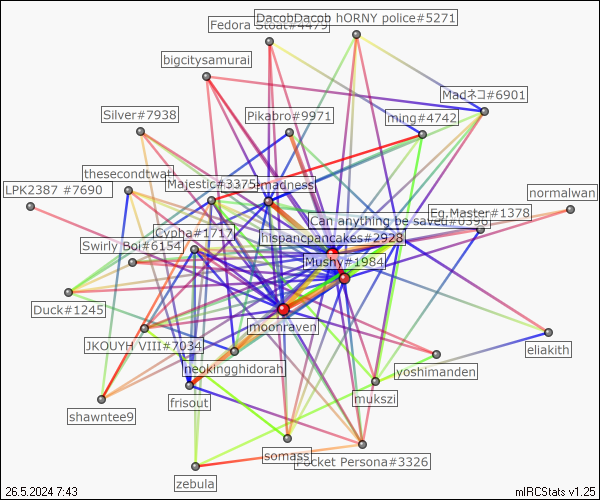 DacobDacob hORNY police#5271
Fedora Stoat#4479
bigcitysamurai
Madネコ#6901
Silver#7938
Pikabro#9971
ming#4742
thesecondtwat
Majestic#3375
madness
LPK2387 #7690
normalwan
Eg.Master#1378
Can anything be saved#0396
Cypha#1717
hispancpancakes#2928
Swirly Boi#6154
Mushy#1984
Duck#1245
moonraven
JKOUYH VIII#7034
eliakith
neokingghidorah
yoshimanden
frisout
mukszi
shawntee9
somass
Pocket Persona#3326
zebula
26.5.2024 7:43
mIRCStats v1.25